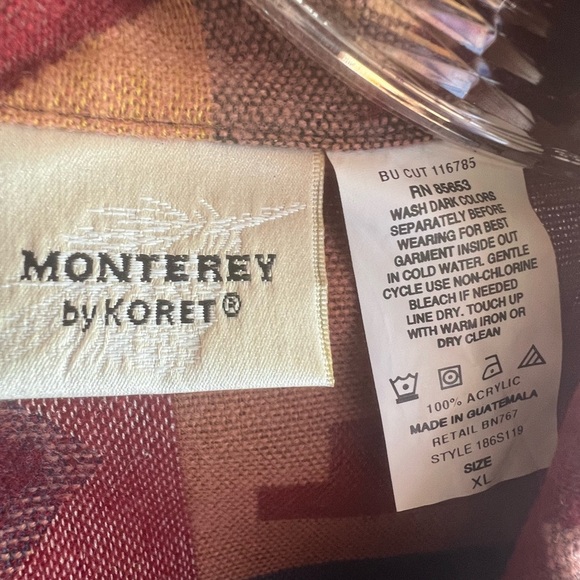 MONTEREY
by KORET®
BU CUT 116785
RN 85653
WASH DARK COLORS
SEPARATELY BEFORE
WEARING FOR BEST
GARMENT INSIDE OUT
IN COLD WATER. GENTLE
CYCLE USE NON-CHLORINE
BLEACH IF NEEDED
LINE DRY. TOUCH UP
WITH WARM IRON OR
DRY CLEAN
100% ACRYLIC
MADE IN GUATEMALA
RETAIL BN767
STYLE 186S119
SIZE
XL